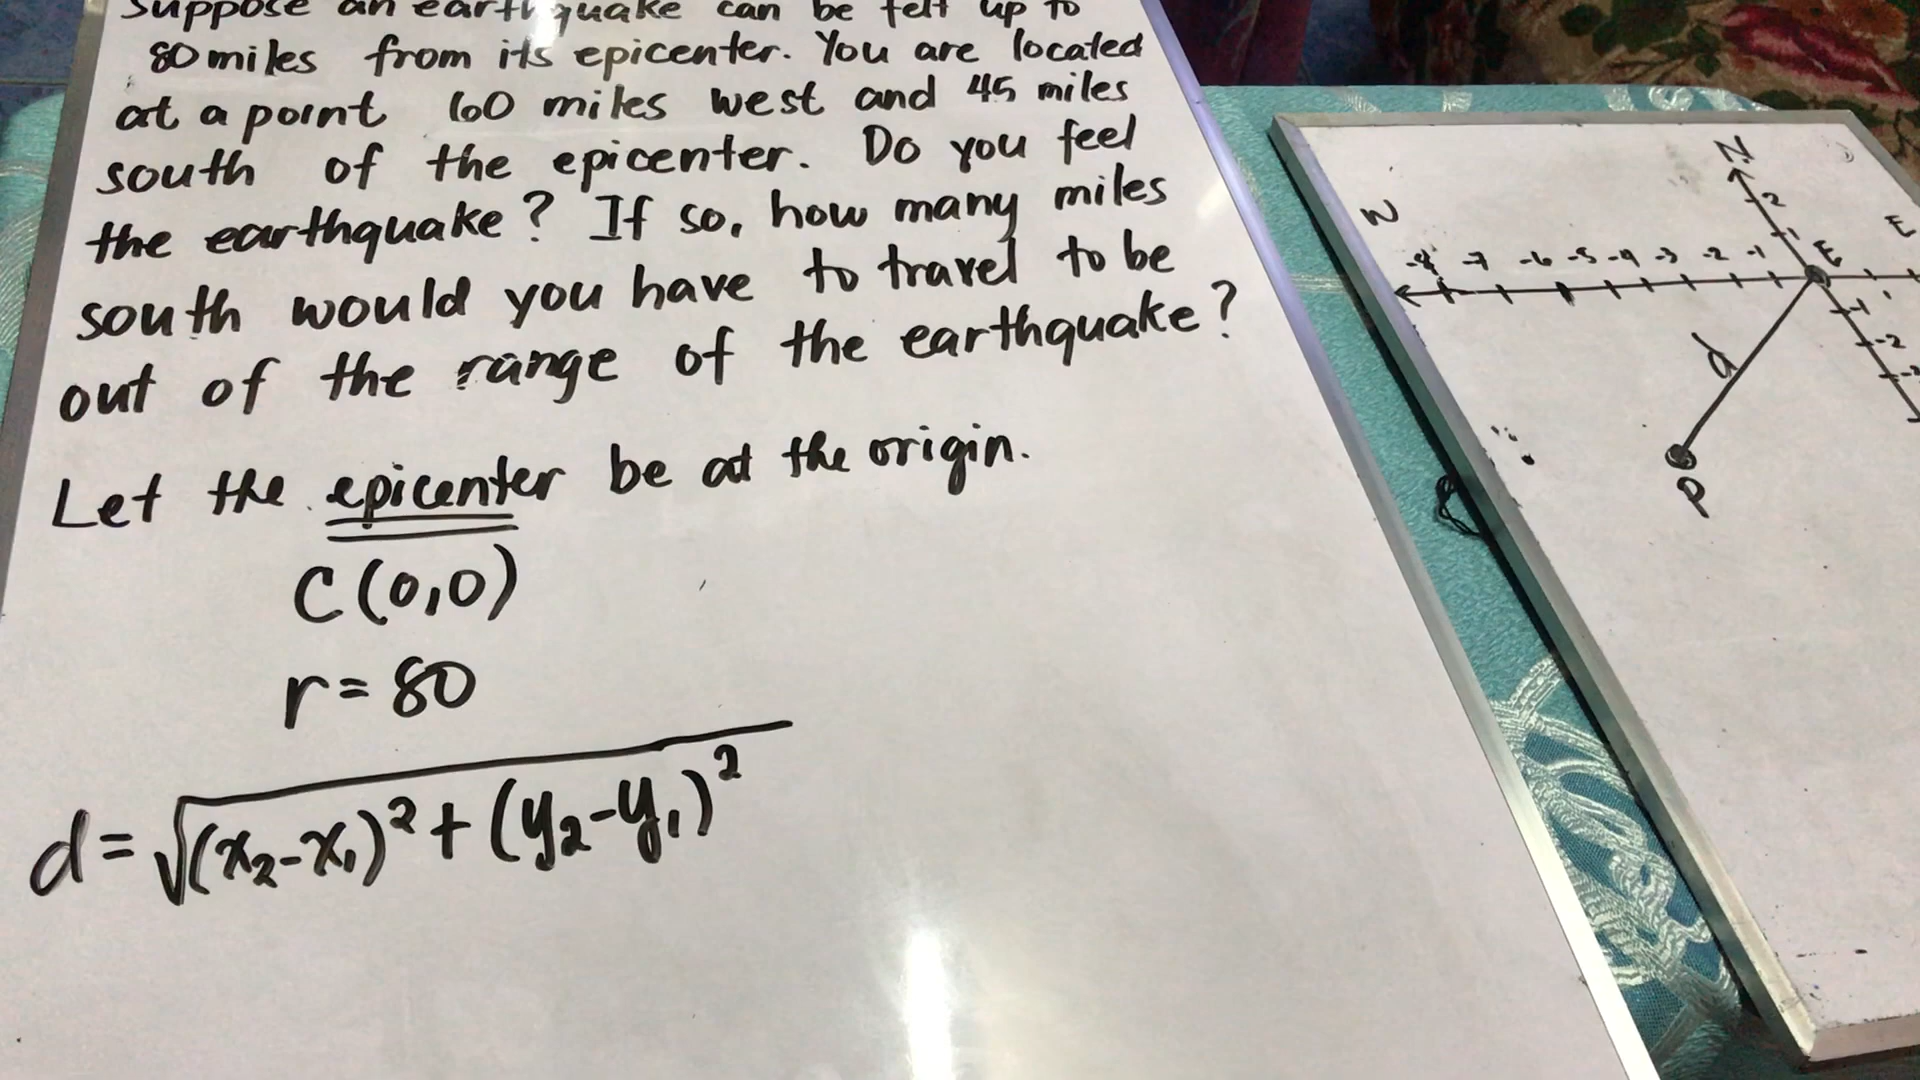 Suppose an earthquake can be felt up to
80 miles from its epicenter. You are located
at a point 60 miles west and 45 miles
south of the epicenter. Do you feel
the earthquake? If so, how many miles
south would you have to travel to be
out of the range of the earthquake?
Let the epicenter be at the origin.
C(0,0)
r = 80
d = √(x₂-x₁)² + (y₂-y₁)²
N
2
W
E
1
E
-8 -7 -6 -5 -4 -3 -2 -1
-1
-2
d
P